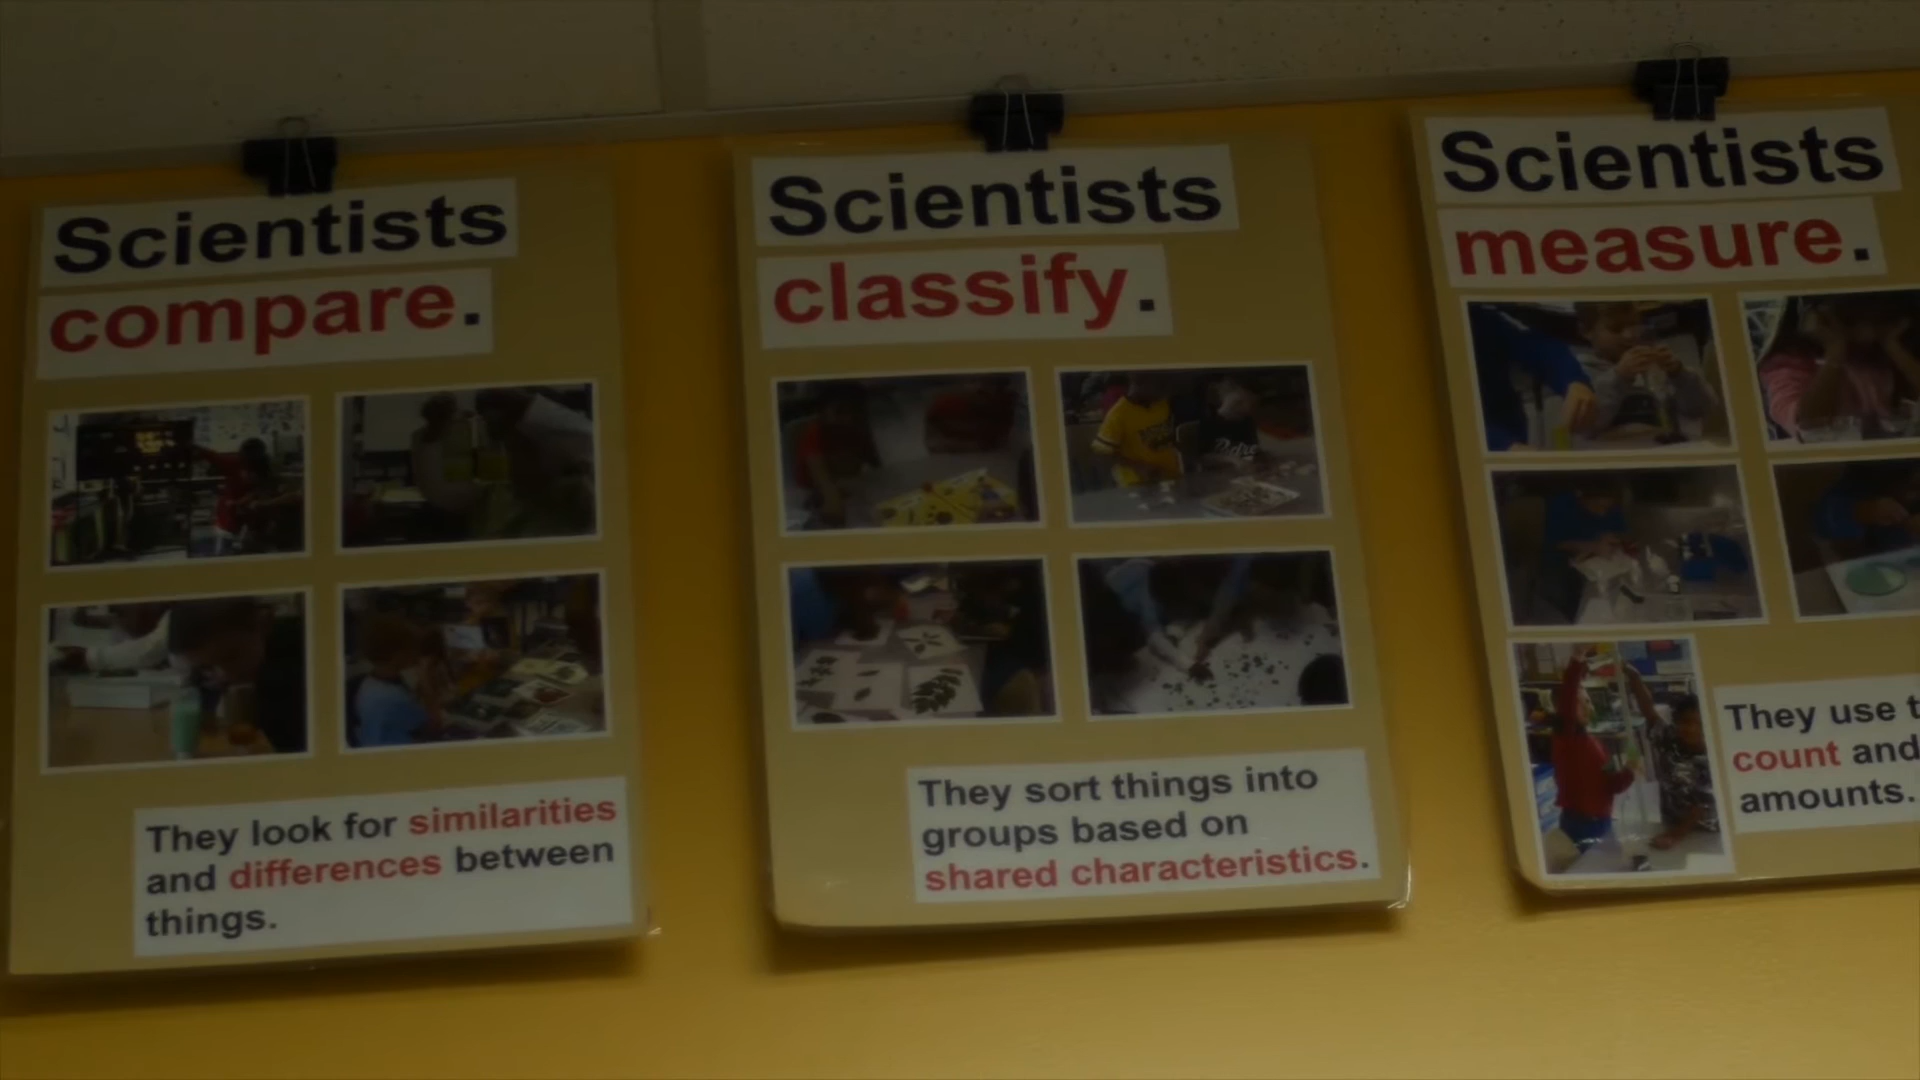 Scientists
compare.
They look for similarities
and differences between
things.
Scientists
classify.
Padres
They sort things into
groups based on
shared characteristics.
Scientists
measure.
They use
count and
amounts.